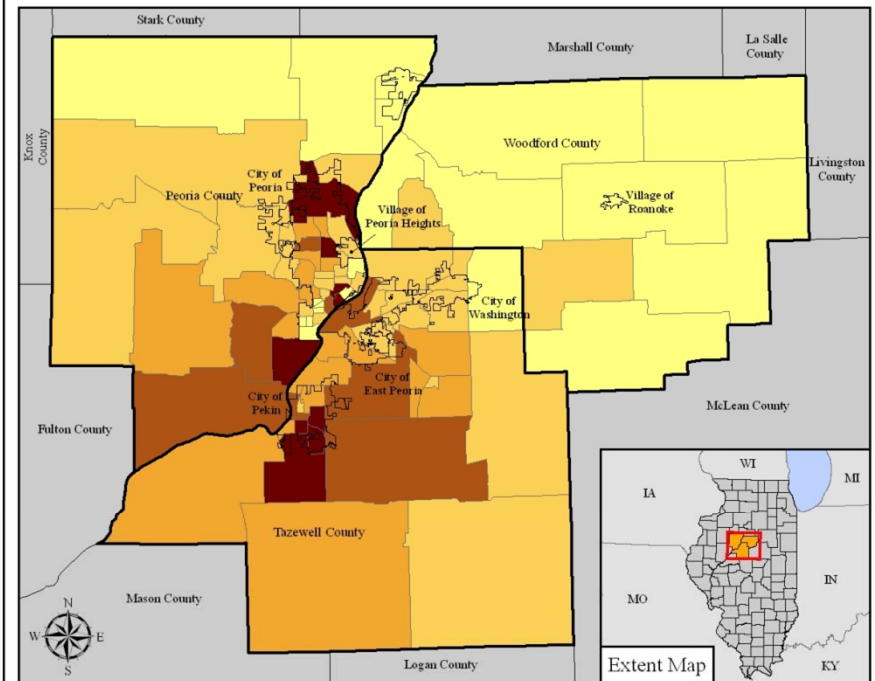 Stark County
Marshall County
La Salle
County
Knox
County
Woodford County
Livingston
County
City of
Peoria
Peoria County
Village of
Peoria Heights
Village of
Roanoke
City of
Washington
City of
East Peoria
City of
Pekin
Fulton County
McLean County
Tazewell County
Mason County
Logan County
N
W
E
S
WI
MI
IA
IN
MO
KY
Extent Map